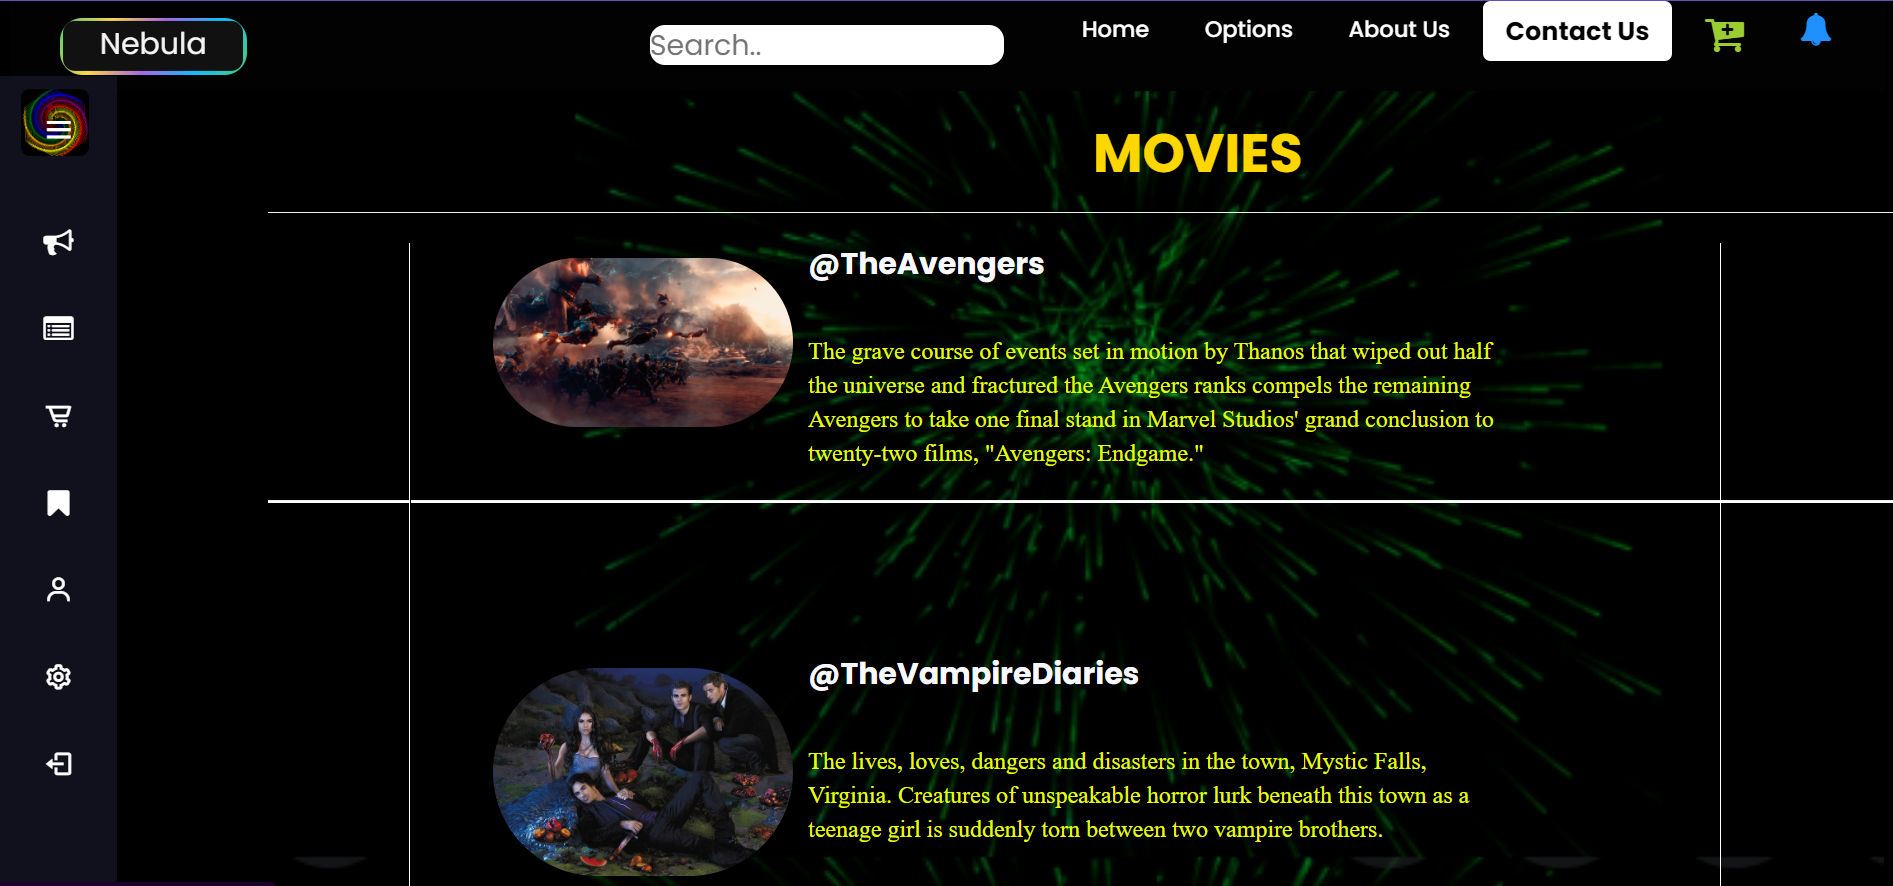 Nebula
Search..
Home
Options
About Us
Contact Us
MOVIES
@TheAvengers
The grave course of events set in motion by Thanos that wiped out half
the universe and fractured the Avengers ranks compels the remaining
Avengers to take one final stand in Marvel Studios' grand conclusion to
twenty-two films, "Avengers: Endgame."
@TheVampireDiaries
The lives, loves, dangers and disasters in the town, Mystic Falls,
Virginia. Creatures of unspeakable horror lurk beneath this town as a
teenage girl is suddenly torn between two vampire brothers.